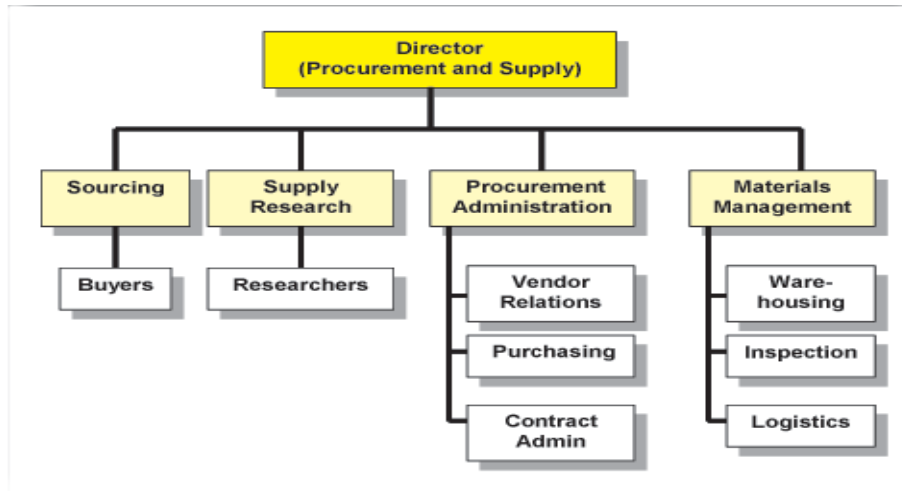 Director
(Procurement and Supply)
Sourcing
Supply
Research
Procurement
Administration
Materials
Management
Buyers
Researchers
Vendor
Relations
Purchasing
Contract
Admin
Ware-
housing
Inspection
Logistics